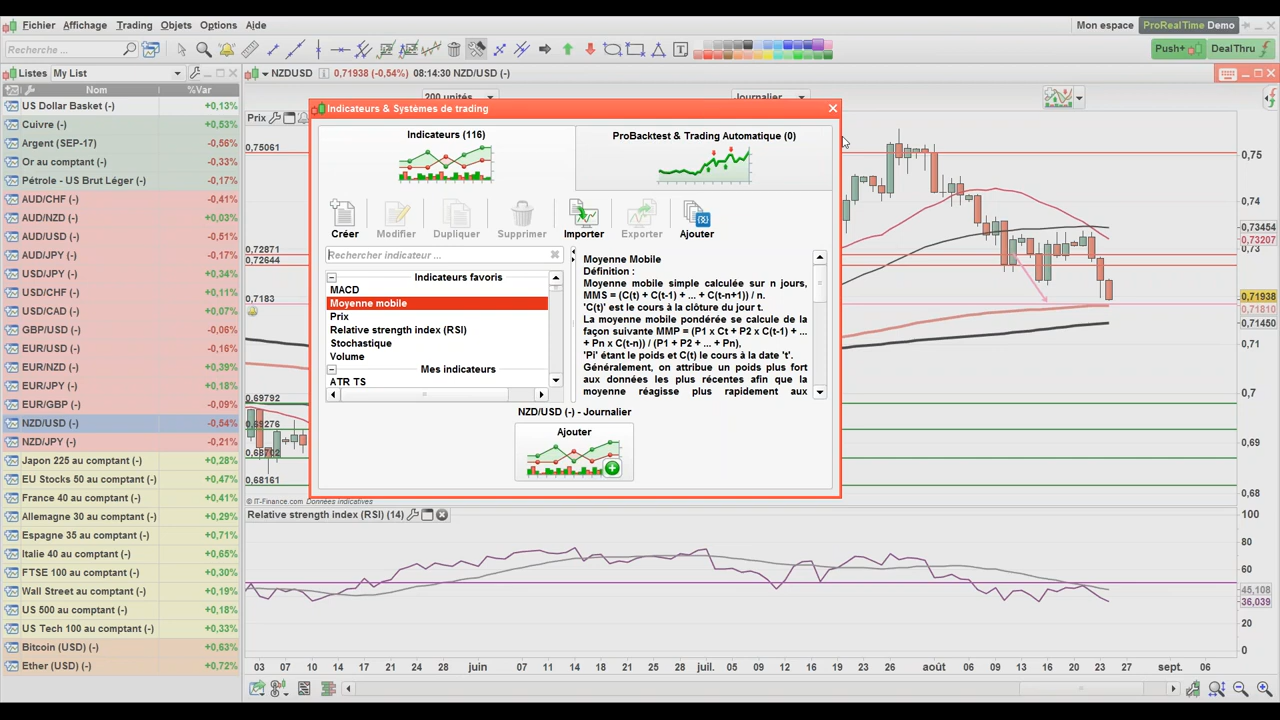 Fichier Affichage Trading Objets Options Aide
Mon espace ProRealTime Demo
Recherche ...
Push+ DealThru
Listes My List
Nom %Var
US Dollar Basket (-) +0,13%
Cuivre (-) +0,53%
Argent (SEP-17) -0,56%
Or au comptant (-) -0,33%
Pétrole - US Brut Léger (-) -0,17%
AUD/CHF (-) -0,41%
AUD/NZD (-) +0,03%
AUD/USD (-) -0,51%
AUD/JPY (-) -0,17%
USD/JPY (-) +0,34%
USD/CHF (-) +0,11%
USD/CAD (-) +0,07%
GBP/USD (-) -0,06%
EUR/USD (-) -0,16%
EUR/NZD (-) +0,39%
EUR/JPY (-) +0,18%
EUR/GBP (-) -0,09%
NZD/USD (-) -0,54%
NZD/JPY (-) -0,21%
Japon 225 au comptant (-) +0,28%
EU Stocks 50 au comptant (-) +0,44%
France 40 au comptant (-) +0,41%
Allemagne 30 au comptant (-) +0,29%
Espagne 35 au comptant (-) +0,71%
Italie 40 au comptant (-) +0,65%
FTSE 100 au comptant (-) +0,30%
Wall Street au comptant (-) +0,19%
US 500 au comptant (-) +0,18%
US Tech 100 au comptant (-) +0,33%
Bitcoin (USD) (-) +0,63%
Ether (USD) (-) +0,72%
NZDUSD 0,71938 (-0,54%) 08:14:30 NZD/USD (-)
200 unités Journalier
Prix
0,75061
0,72871
0,72644
0,7183
0,69792
0,69276
0,68702
0,68161
© IT-Finance.com Données indicatives
Indicateurs & Systèmes de trading
Indicateurs (116)
ProBacktest & Trading Automatique (0)
Créer Modifier Dupliquer Supprimer Importer Exporter Ajouter
Rechercher indicateur ...
Indicateurs favoris
MACD
Moyenne mobile
Prix
Relative strength index (RSI)
Stochastique
Volume
Mes indicateurs
ATR TS
Moyenne Mobile
Définition :
Moyenne mobile simple calculée sur n jours,
MMS = (C(t) + C(t-1) + ... + C(t-n+1)) / n.
'C(t)' est le cours à la clôture du jour t.
La moyenne mobile pondérée se calcule de la
façon suivante MMP = (P1 x Ct + P2 x C(t-1) + ...
+ Pn x C(t-n)) / (P1 + P2 + ... + Pn),
'Pi' étant le poids et C(t) le cours à la date 't'.
Généralement, on attribue un poids plus fort
aux données les plus récentes afin que la
moyenne réagisse plus rapidement aux
NZD/USD (-) - Journalier
Ajouter
0,75
0,74
0,73454
0,73207
0,73
0,71938
0,71810
0,71450
0,71
0,7
0,69
0,68
Relative strength index (RSI) (14)
100
80
60
45,108
36,039
20
0
03 07 10 14 18 21 24 28 juin 07 11 14 18 21 25 28 juil. 05 09 12 16 19 22 26 août 06 09 13 16 20 23 27 sept. 06